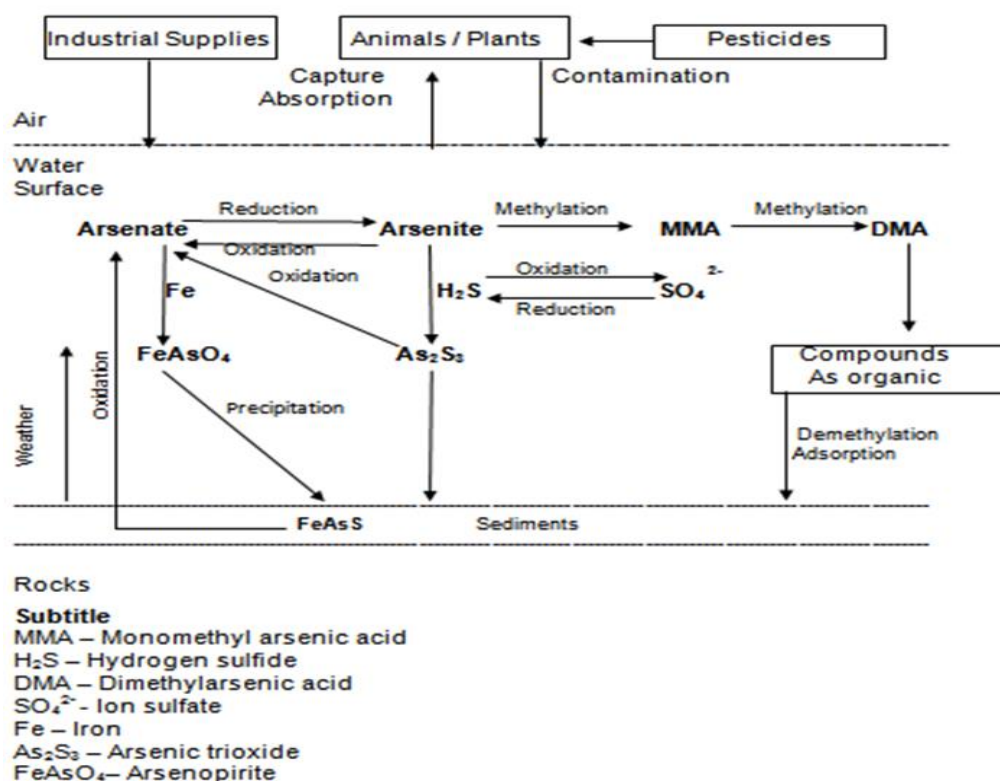 Industrial Supplies
Animals / Plants
Pesticides
Capture
Absorption
Contamination
Air
Water
Surface
Reduction
Methylation
Methylation
Arsenate
Arsenite
MMA
DMA
Oxidation
Oxidation
Oxidation
2-
Fe
H₂S
SO₄
Reduction
FeAsO₄
As₂S₃
Compounds
As organic
Oxidation
Weather
Precipitation
Demethylation
Adsorption
FeAsS
Sediments
Rocks
Subtitle
MMA – Monomethyl arsenic acid
H₂S – Hydrogen sulfide
DMA – Dimethylarsenic acid
SO₄²⁻ - Ion sulfate
Fe – Iron
As₂S₃ – Arsenic trioxide
FeAsO₄– Arsenopirite